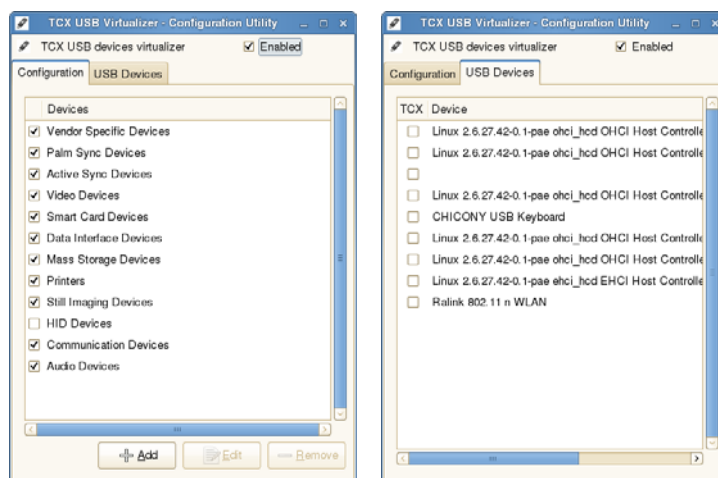 TCX USB Virtualizer - Configuration Utility
TCX USB devices virtualizer
Enabled
Configuration
USB Devices
Devices
Vendor Specific Devices
Palm Sync Devices
Active Sync Devices
Video Devices
Smart Card Devices
Data Interface Devices
Mass Storage Devices
Printers
Still Imaging Devices
HID Devices
Communication Devices
Audio Devices
Add
Edit
Remove
TCX USB Virtualizer - Configuration Utility
TCX USB devices virtualizer
Enabled
Configuration
USB Devices
TCX Device
Linux 2.6.27.42-0.1-pae ohci_hcd OHCI Host Controlle
Linux 2.6.27.42-0.1-pae ohci_hcd OHCI Host Controlle
Linux 2.6.27.42-0.1-pae ohci_hcd OHCI Host Controlle
CHICONY USB Keyboard
Linux 2.6.27.42-0.1-pae ohci_hcd OHCI Host Controlle
Linux 2.6.27.42-0.1-pae ohci_hcd OHCI Host Controlle
Linux 2.6.27.42-0.1-pae ehci_hcd EHCI Host Controlle
Ralink 802.11 n WLAN